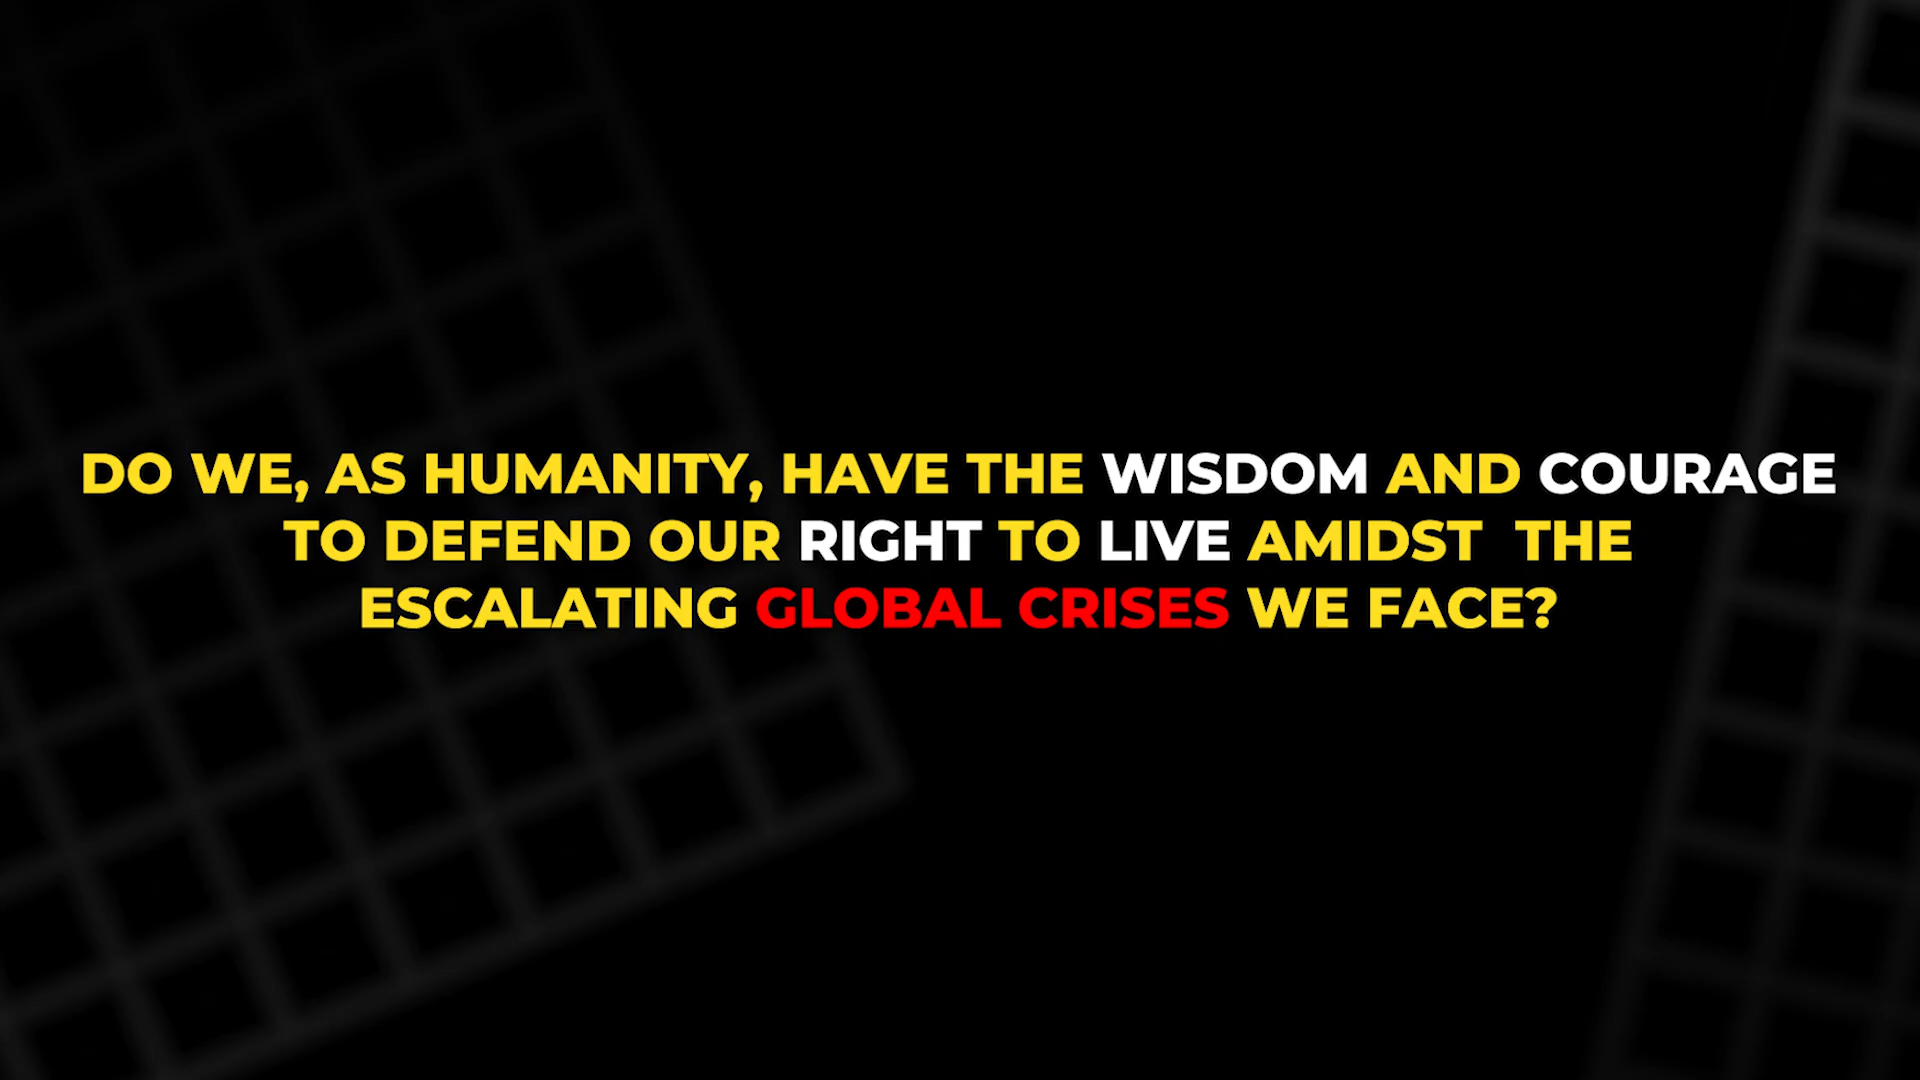 DO WE, AS HUMANITY, HAVE THE WISDOM AND COURAGE
TO DEFEND OUR RIGHT TO LIVE AMIDST  THE
ESCALATING GLOBAL CRISES WE FACE?